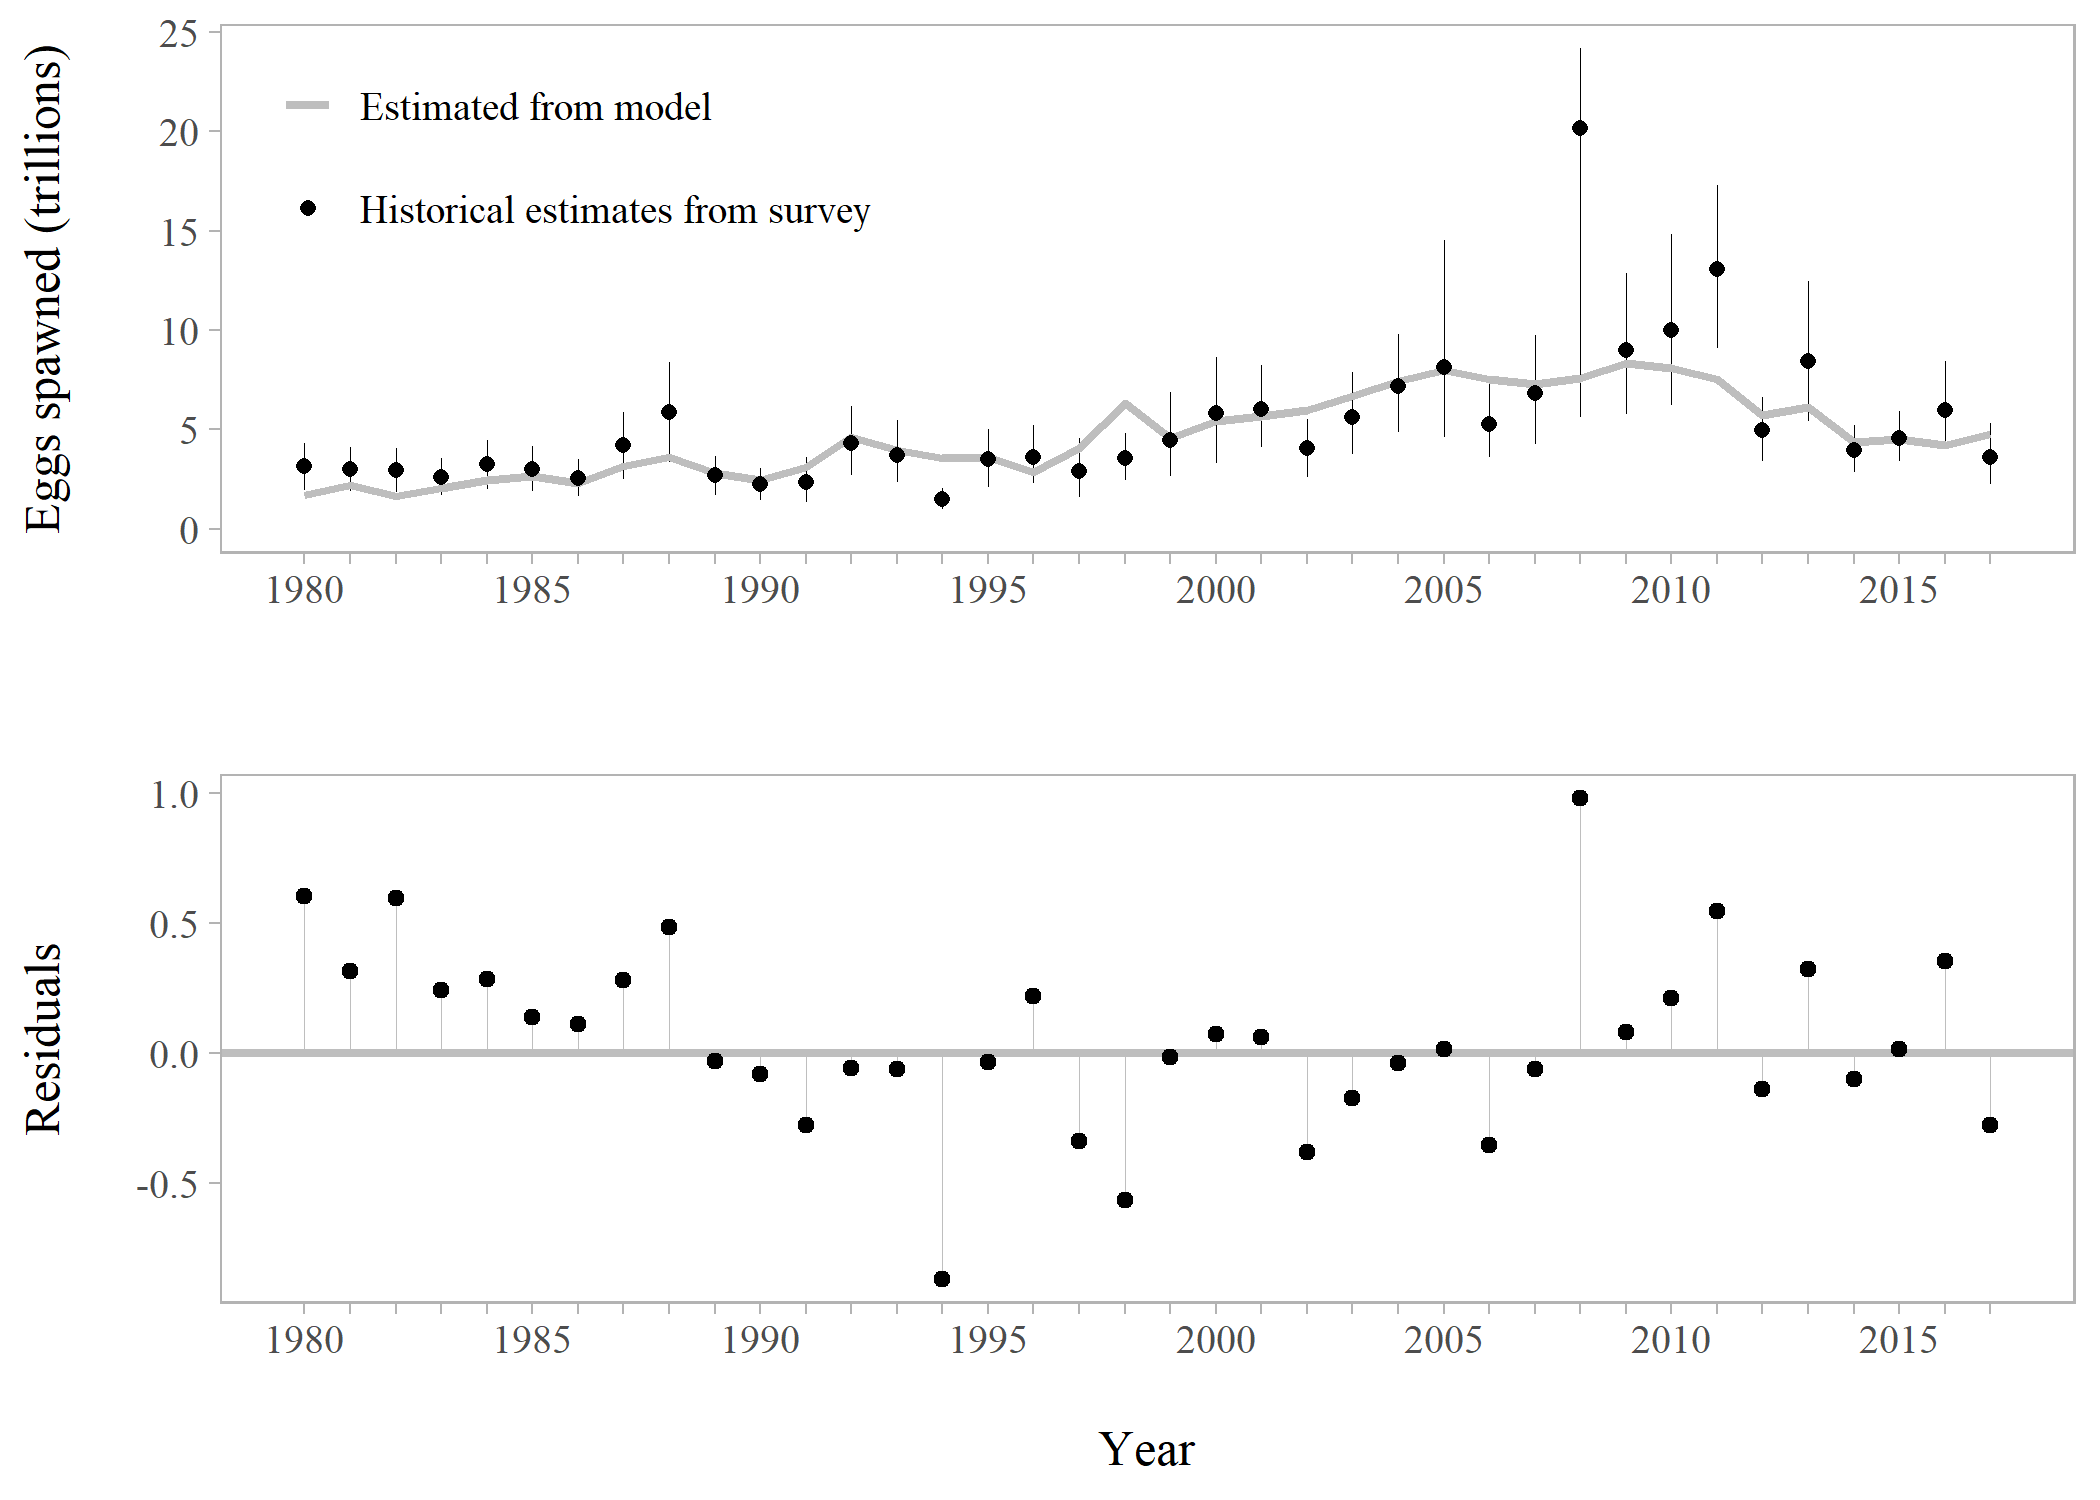 Eggs spawned (trillions)
25
20
15
10
5
0
Estimated from model
Historical estimates from survey
1980 1985 1990 1995 2000 2005 2010 2015
Residuals
1.0
0.5
0.0
-0.5
1980 1985 1990 1995 2000 2005 2010 2015
Year